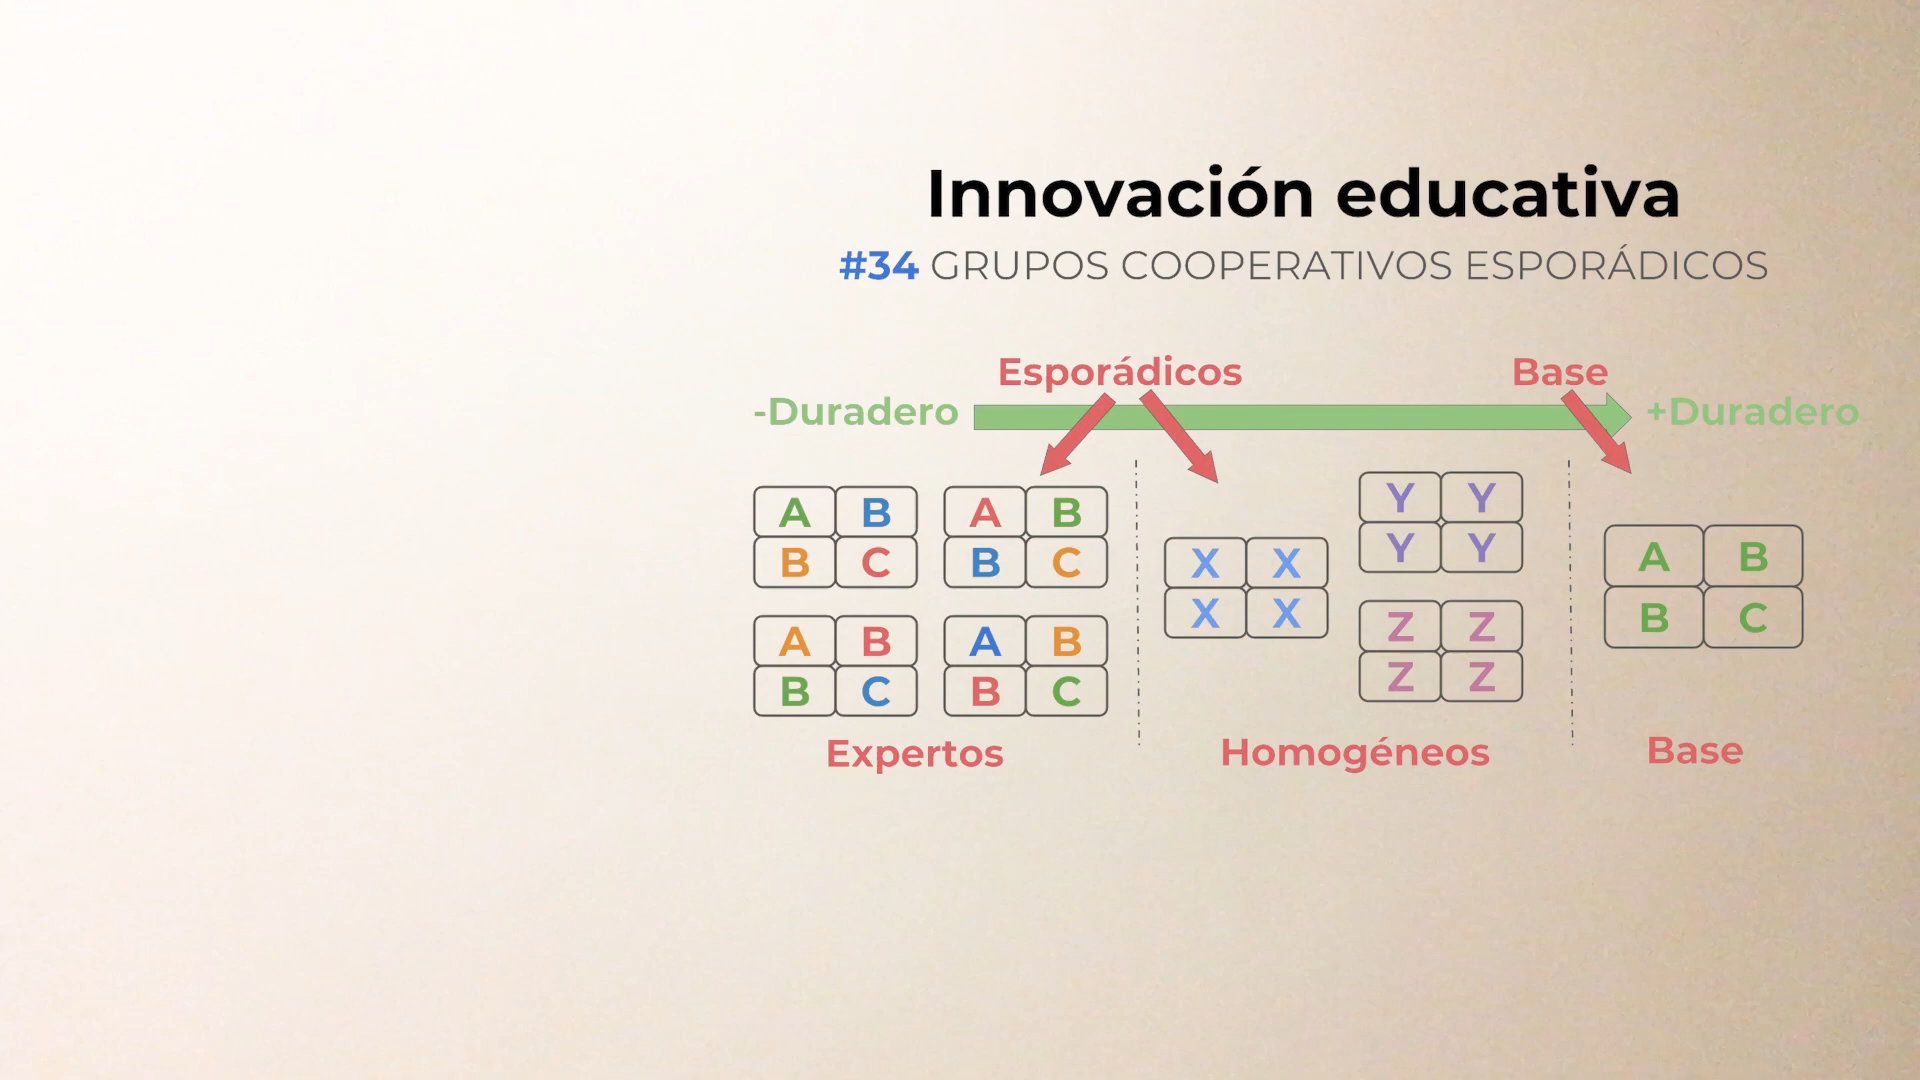 Innovación educativa
#34 GRUPOS COOPERATIVOS ESPORÁDICOS
Esporádicos
Base
-Duradero
+Duradero
A B
B C
A B
B C
A B
B C
A B
B C
X X
X X
Y Y
Y Y
Z Z
Z Z
A B
B C
Expertos
Homogéneos
Base